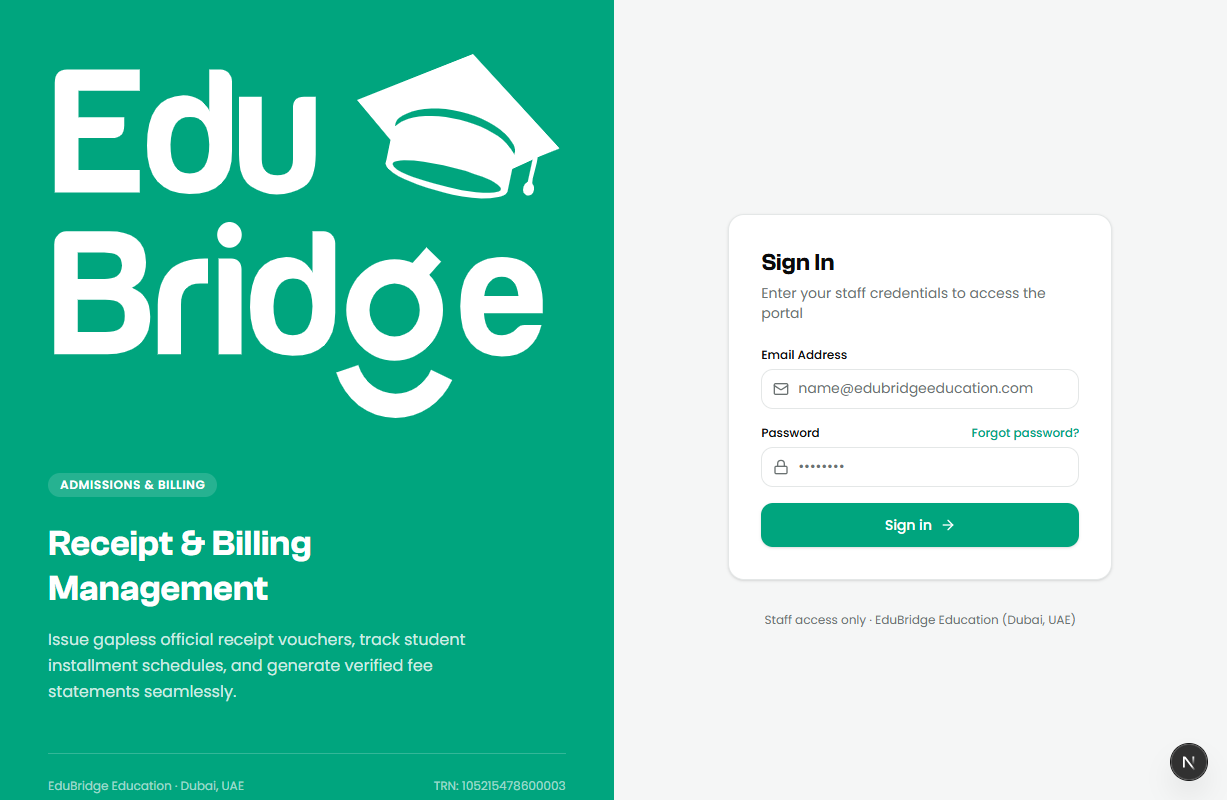 Edu
Bridge
ADMISSIONS & BILLING
Receipt & Billing
Management
Issue gapless official receipt vouchers, track student
installment schedules, and generate verified fee
statements seamlessly.
EduBridge Education · Dubai, UAE
TRN: 105215478600003
Sign In
Enter your staff credentials to access the
portal
Email Address
name@edubridgeeducation.com
Password
Forgot password?
••••••••
Sign in →
Staff access only · EduBridge Education (Dubai, UAE)
N